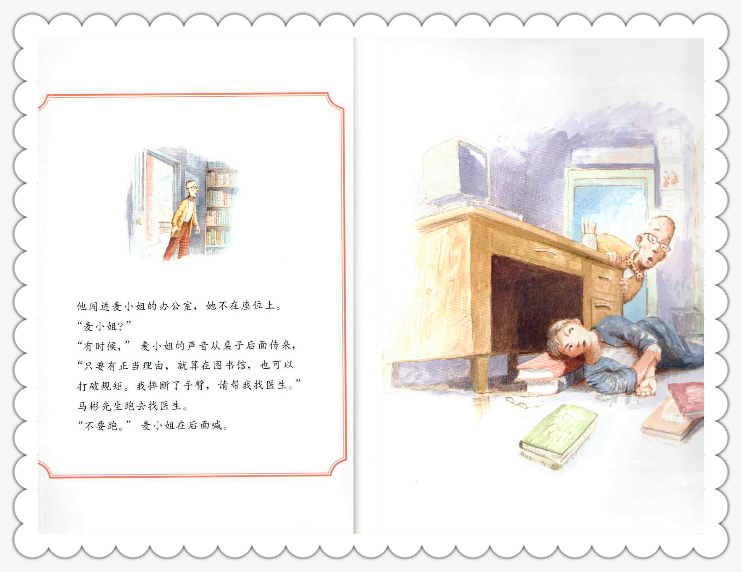 他闯进麦小姐的办公室，她不在座位上。
“麦小姐？”
“有时候，” 麦小姐的声音从桌子后面传来，
“只要有正当理由，就算在图书馆，也可以
打破规矩。我摔断了手臂，请帮我找医生。”
马彬先生跑去找医生。
“不要跑。” 麦小姐在后面喊。